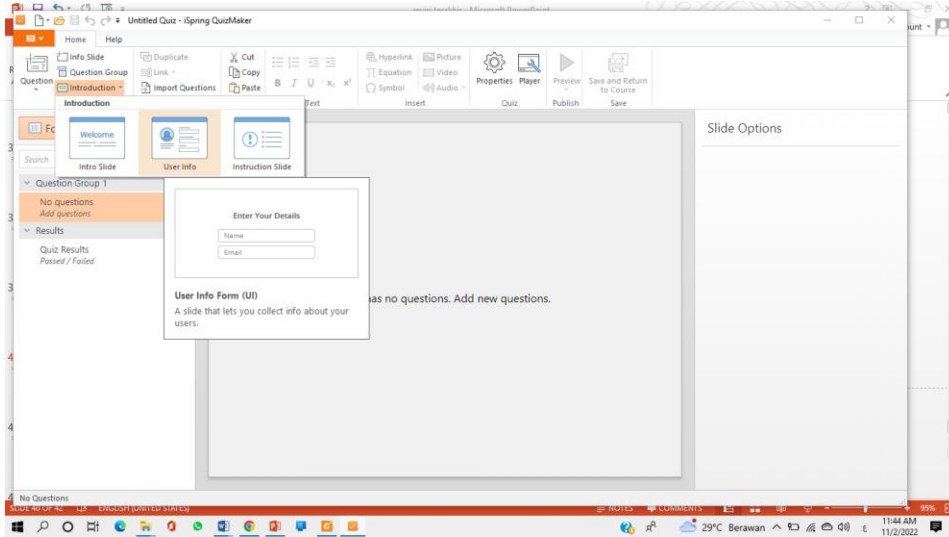 Untitled Quiz - iSpring QuizMaker
Home Help
Info Slide
Question Group
Introduction
Question
Duplicate
Link
Import Questions
Cut
Copy
Paste
B I U x, x²
Text
Hyperlink
Equation
Symbol
Picture
Video
Audio
Insert
Properties Player
Quiz
Preview
Publish
Save and Return
to Course
Save
Introduction
Welcome
Intro Slide User Info Instruction Slide
Search
Slide Options
Question Group 1
No questions
Add questions
Results
Quiz Results
Passed / Failed
Enter Your Details
Name
Email
User Info Form (UI)
A slide that lets you collect info about your
users.
has no questions. Add new questions.
No Questions
SLIDE 40 OF 42 ENGLISH (UNITED STATES)
NOTES COMMENTS 95%
29°C Berawan
11:44 AM
11/2/2022